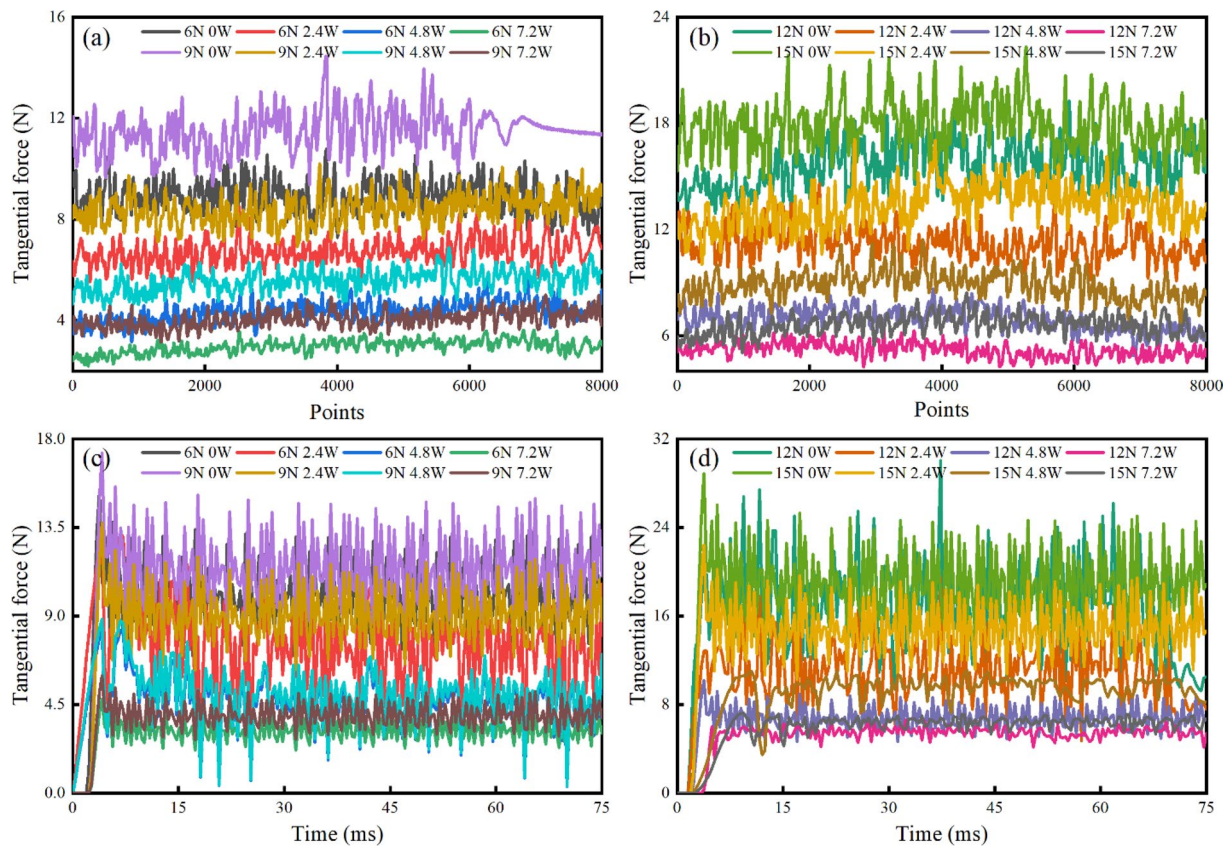 (a)
6N 0W 6N 2.4W 6N 4.8W 6N 7.2W
9N 0W 9N 2.4W 9N 4.8W 9N 7.2W
16
12
8
4
Tangential force (N)
0 2000 4000 6000 8000
Points
(b)
12N 0W 12N 2.4W 12N 4.8W 12N 7.2W
15N 0W 15N 2.4W 15N 4.8W 15N 7.2W
24
18
12
6
Tangential force (N)
0 2000 4000 6000 8000
Points
(c)
6N 0W 6N 2.4W 6N 4.8W 6N 7.2W
9N 0W 9N 2.4W 9N 4.8W 9N 7.2W
18.0
13.5
9.0
4.5
0.0
Tangential force (N)
0 15 30 45 60 75
Time (ms)
(d)
12N 0W 12N 2.4W 12N 4.8W 12N 7.2W
15N 0W 15N 2.4W 15N 4.8W 15N 7.2W
32
24
16
8
0
Tangential force (N)
0 15 30 45 60 75
Time (ms)